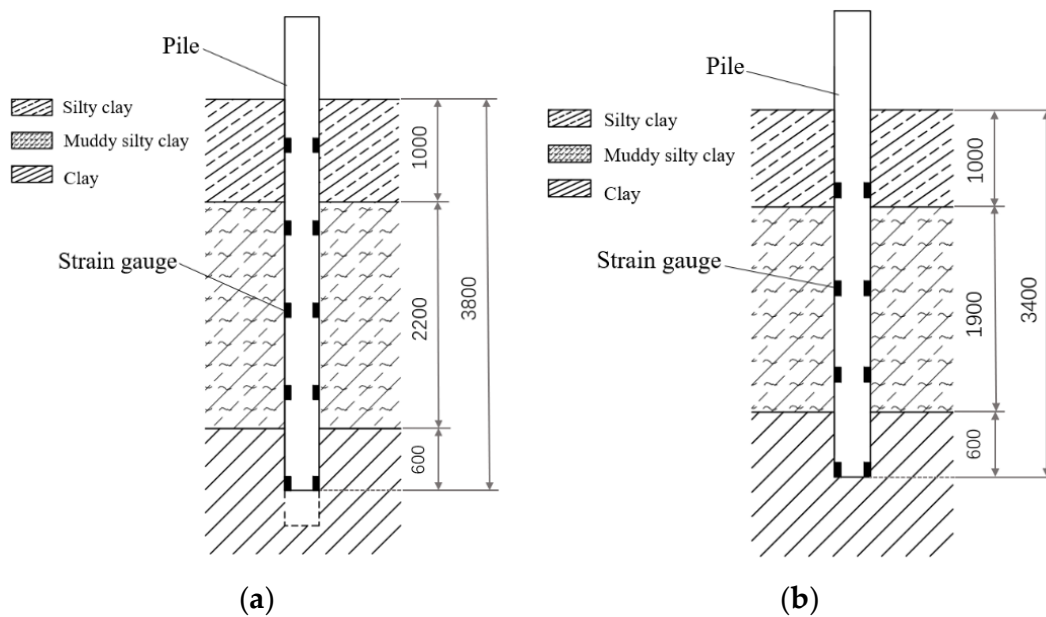 Pile
Silty clay
Muddy silty clay
Clay
Strain gauge
1000
2200
600
3800
(a)
Pile
Silty clay
Muddy silty clay
Clay
Strain gauge
1000
1900
600
3400
(b)